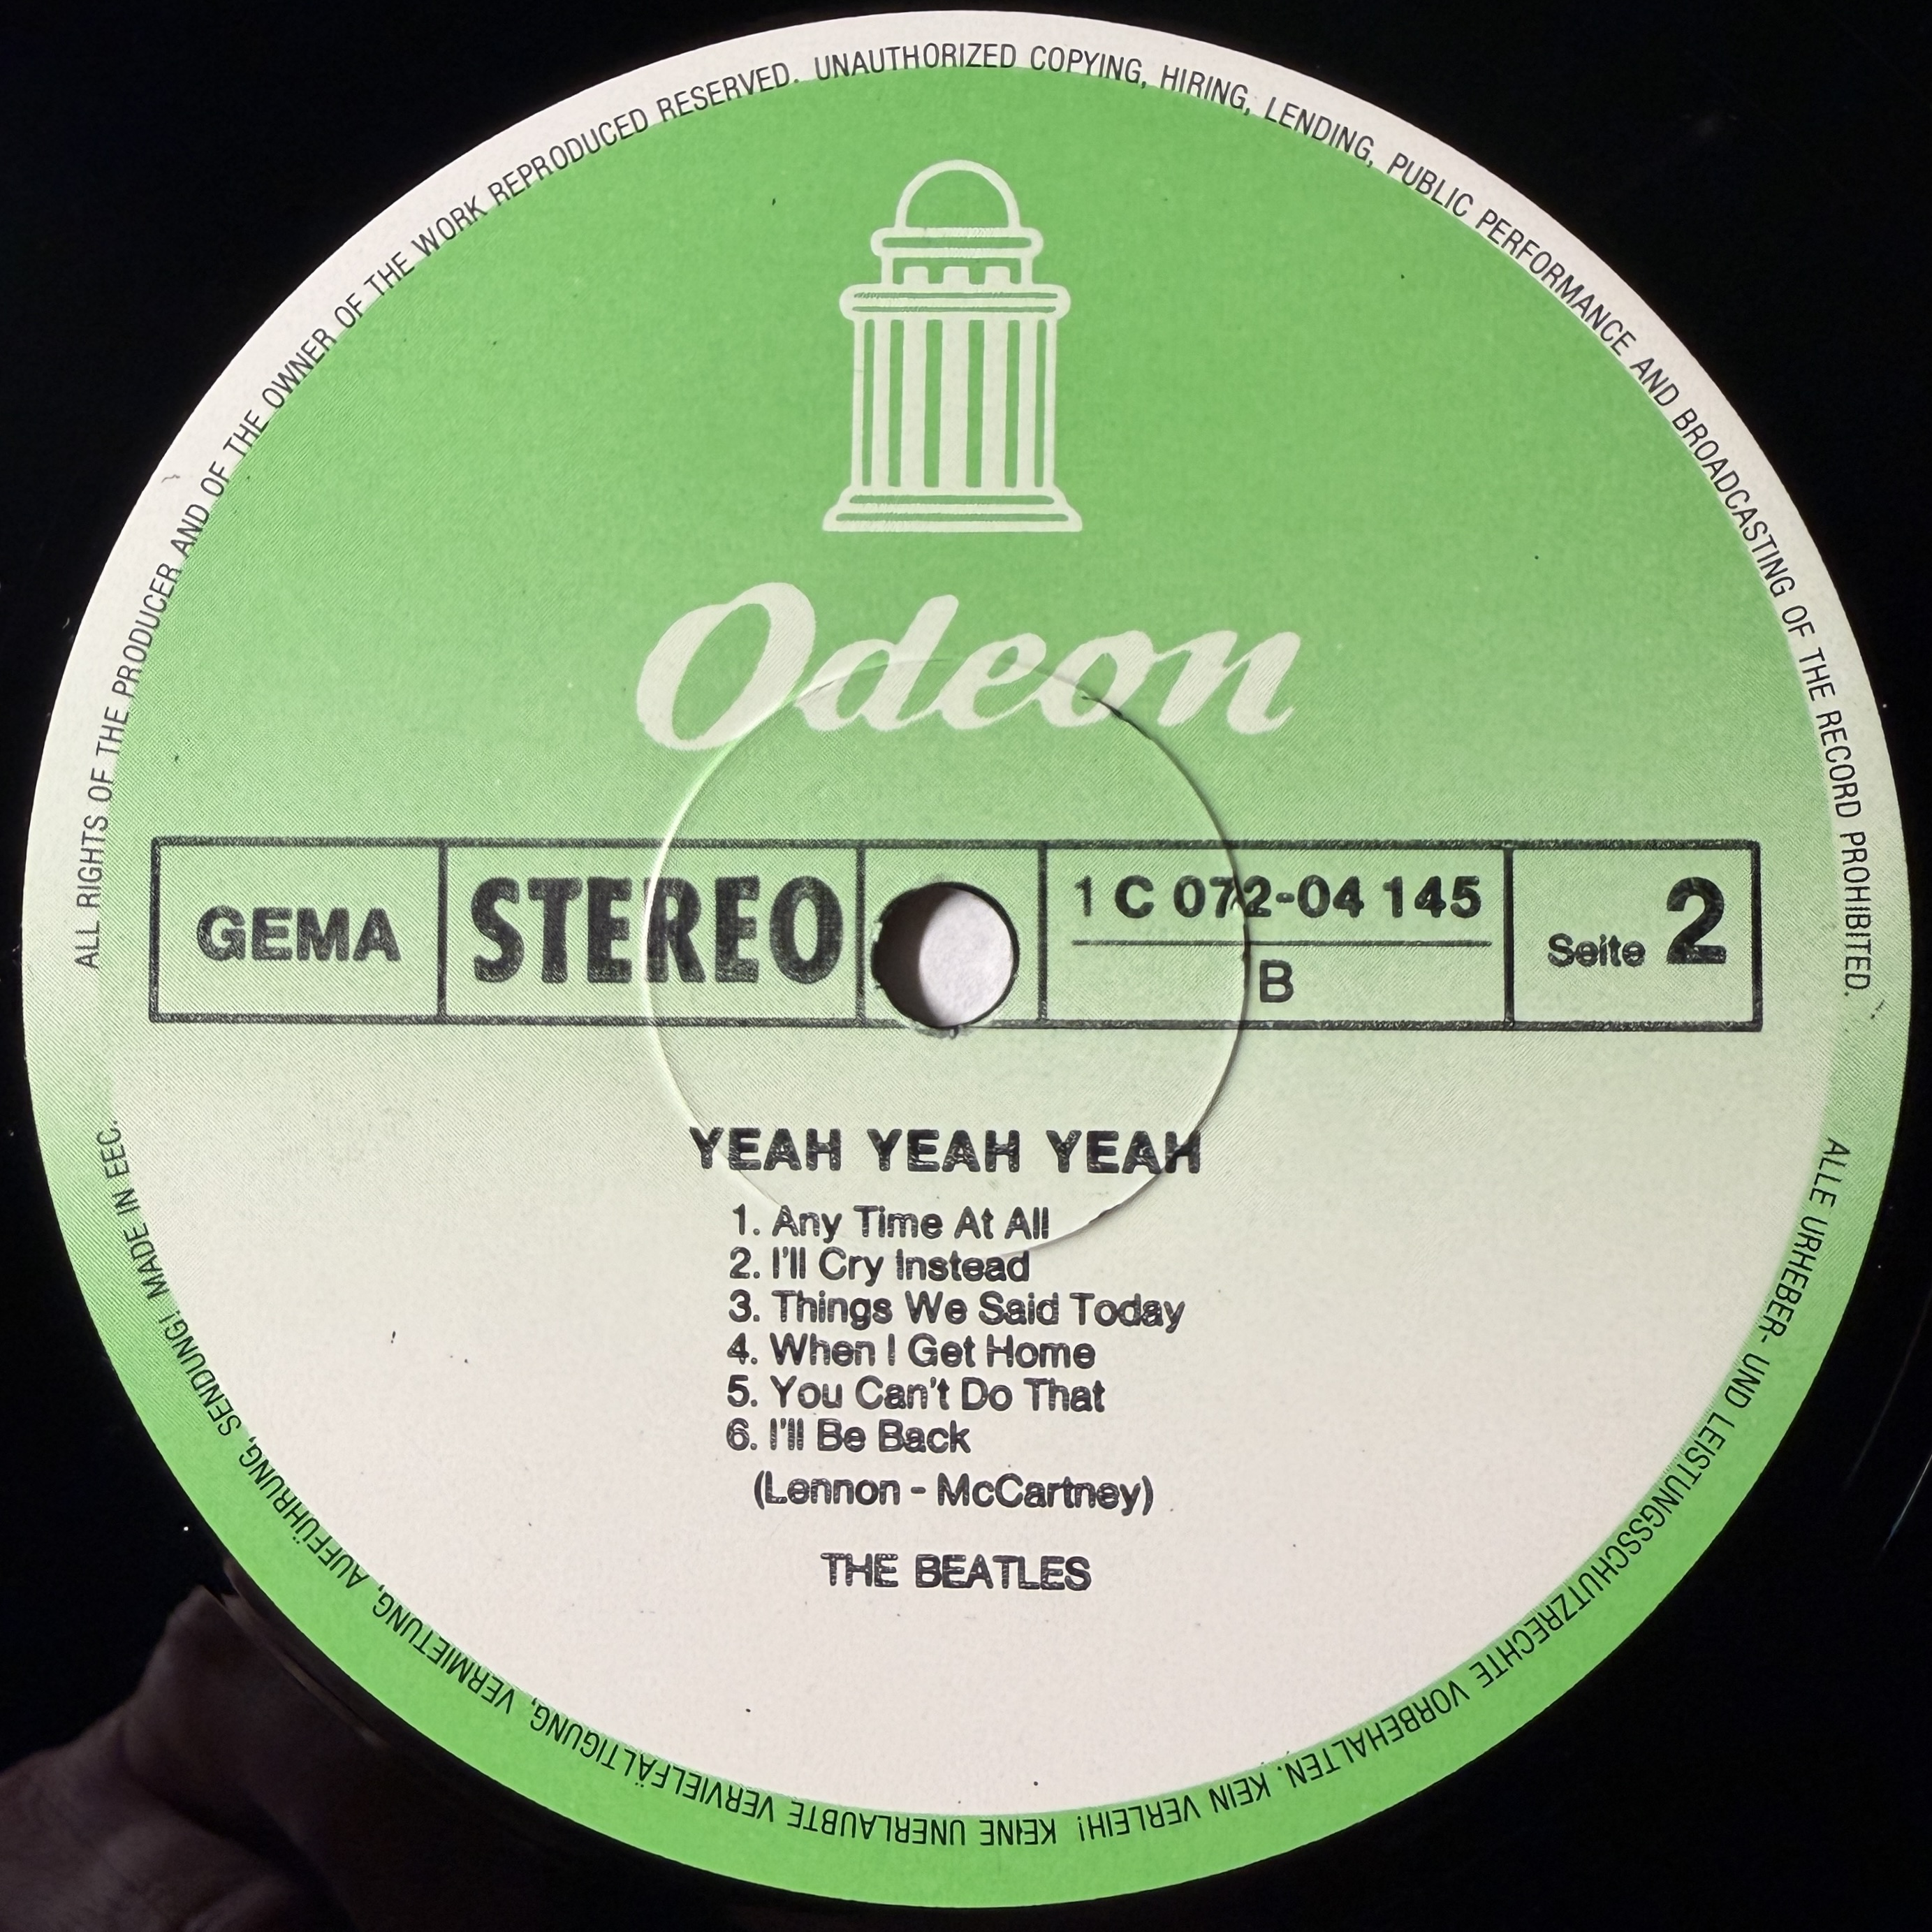 ALL RIGHTS OF THE PRODUCER AND OF THE OWNER OF THE WORK REPRODUCED RESERVED. UNAUTHORIZED COPYING, HIRING, LENDING, PUBLIC PERFORMANCE AND BROADCASTING OF THE RECORD PROHIBITED.
Odeon
GEMA
STEREO
1 C 072-04 145
B
Seite 2
YEAH YEAH YEAH
1. Any Time At All
2. I'll Cry Instead
3. Things We Said Today
4. When I Get Home
5. You Can't Do That
6. I'll Be Back
(Lennon - McCartney)
THE BEATLES
ALLE URHEBER- UND LEISTUNGSSCHUTZRECHTE VORBEHALTEN. KEIN VERLEIH! KEINE UNERLAUBTE VERVIELFÄLTIGUNG, VERMIETUNG, AUFFÜHRUNG, SENDUNG! MADE IN EEC.